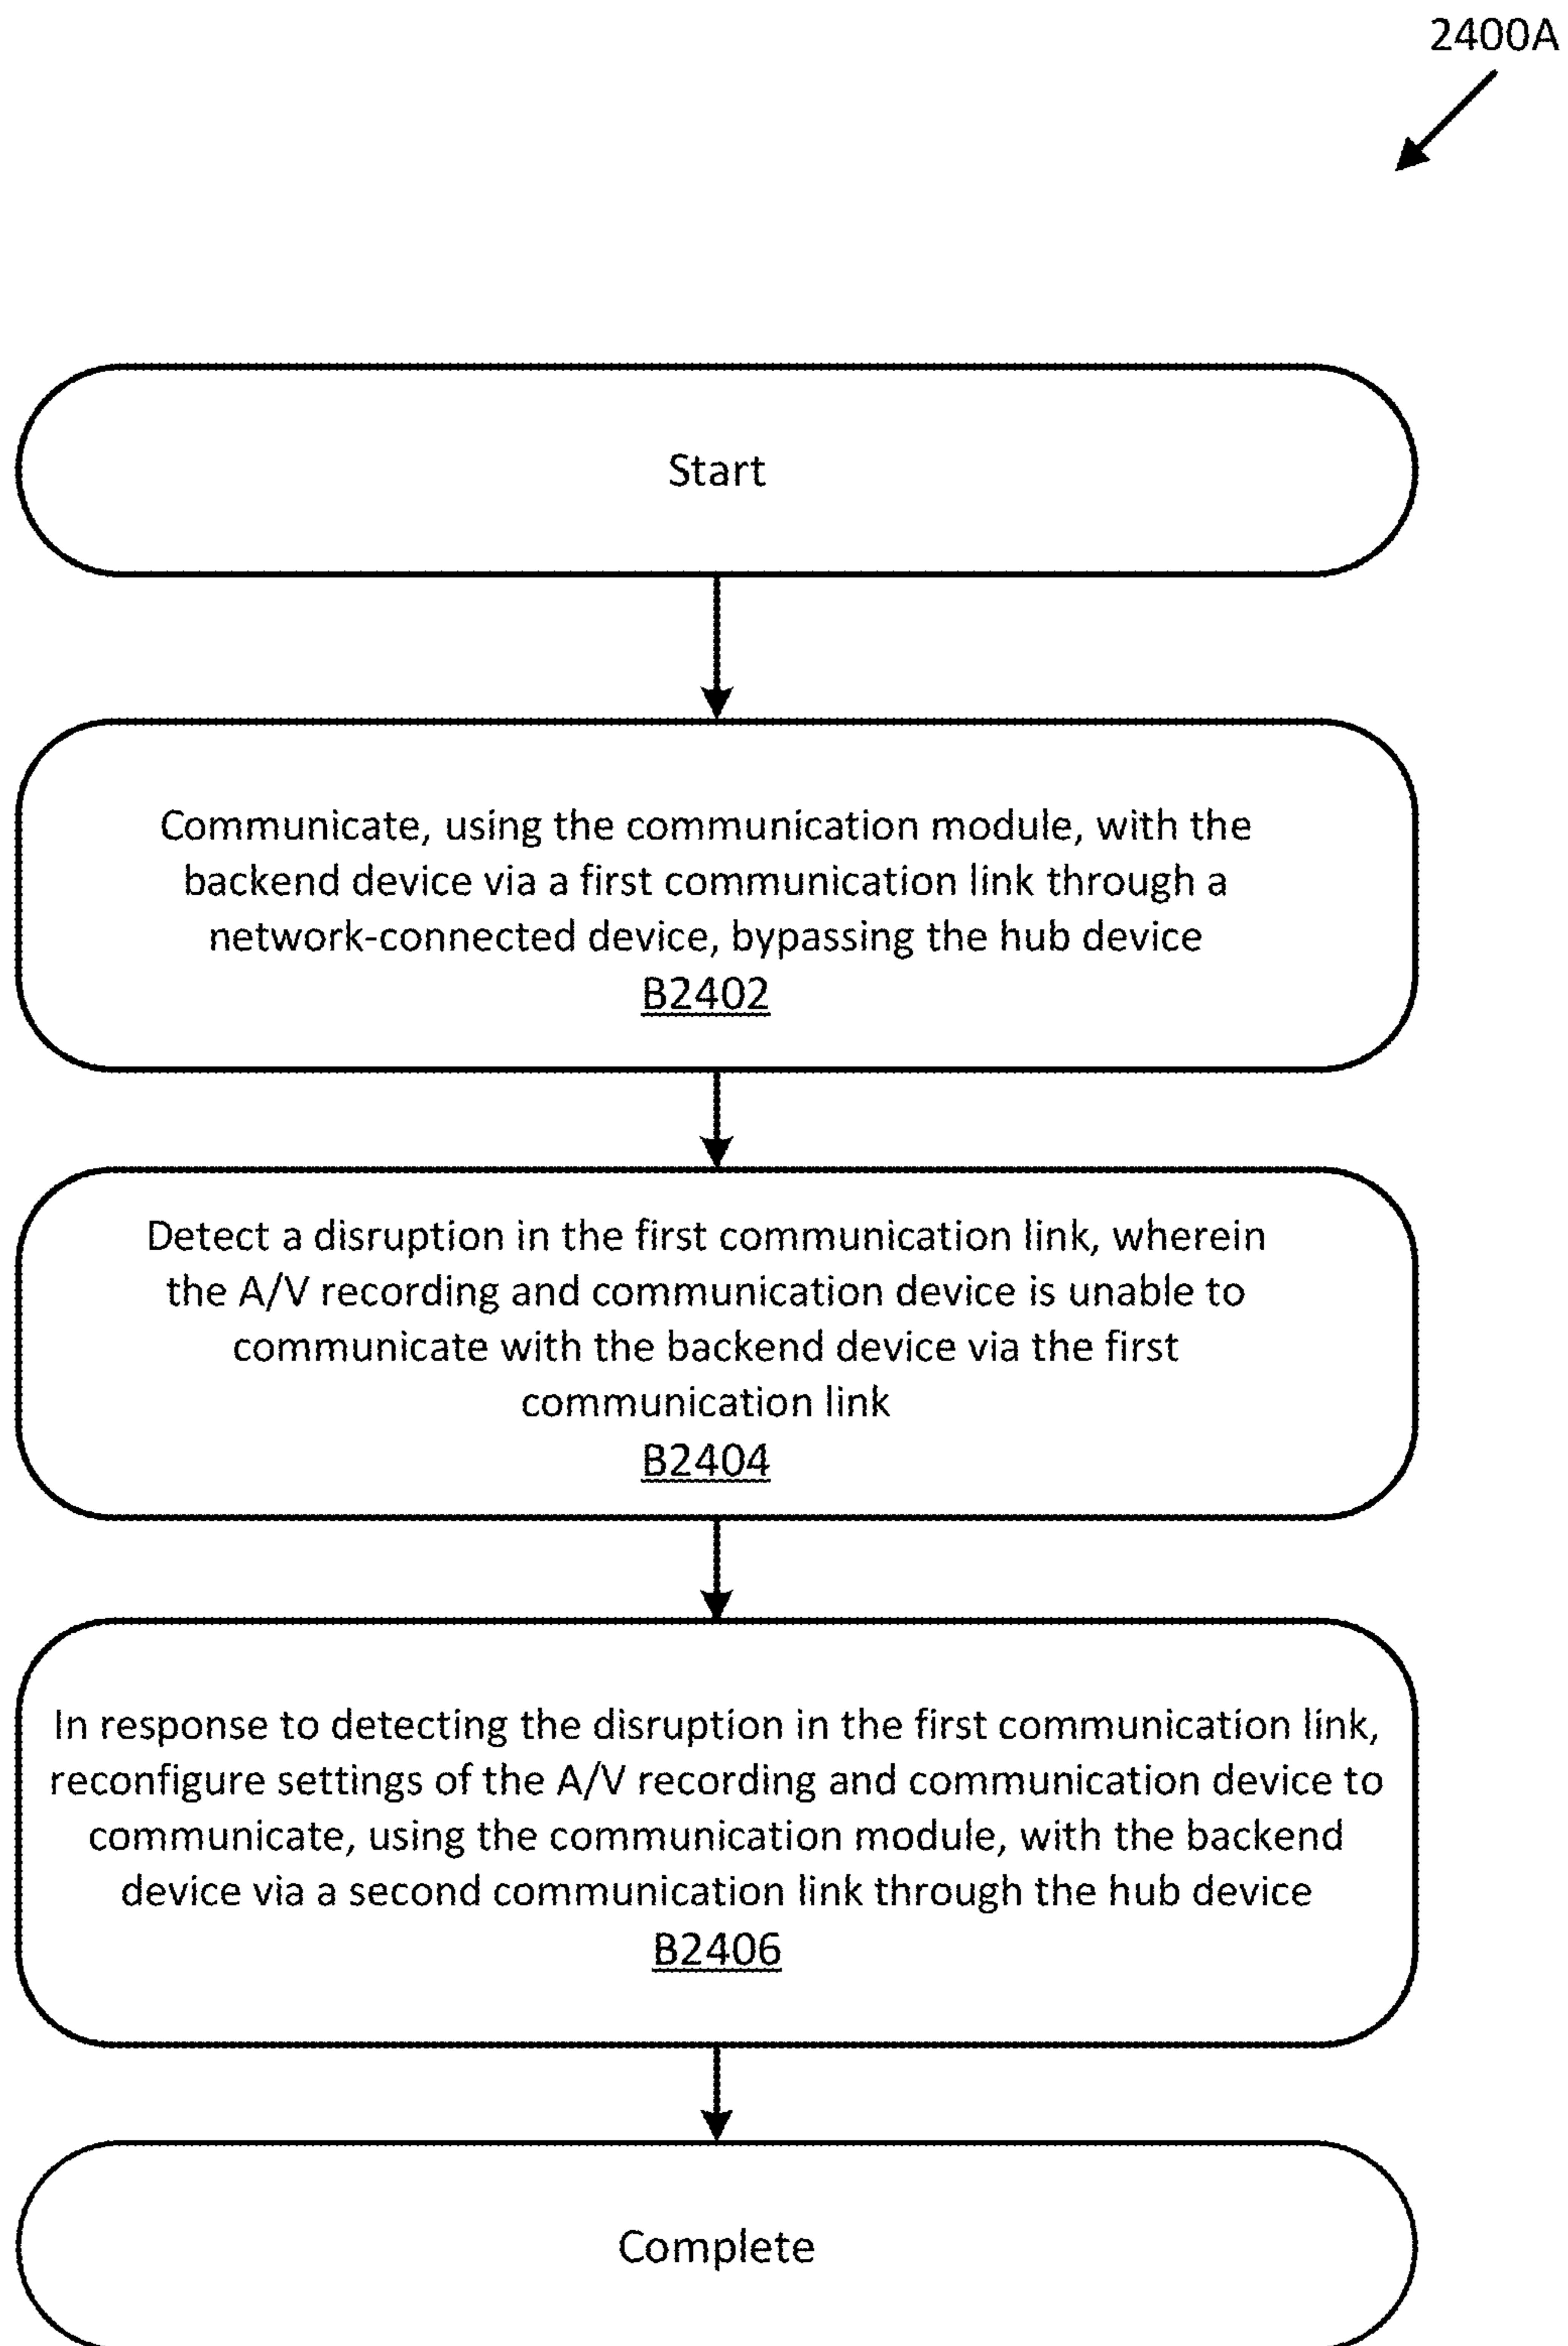 2400A
Start
Communicate, using the communication module, with the
backend device via a first communication link through a
network-connected device, bypassing the hub device
B2402
Detect a disruption in the first communication link, wherein
the A/V recording and communication device is unable to
communicate with the backend device via the first
communication link
B2404
In response to detecting the disruption in the first communication link,
reconfigure settings of the A/V recording and communication device to
communicate, using the communication module, with the backend
device via a second communication link through the hub device
B2406
Complete